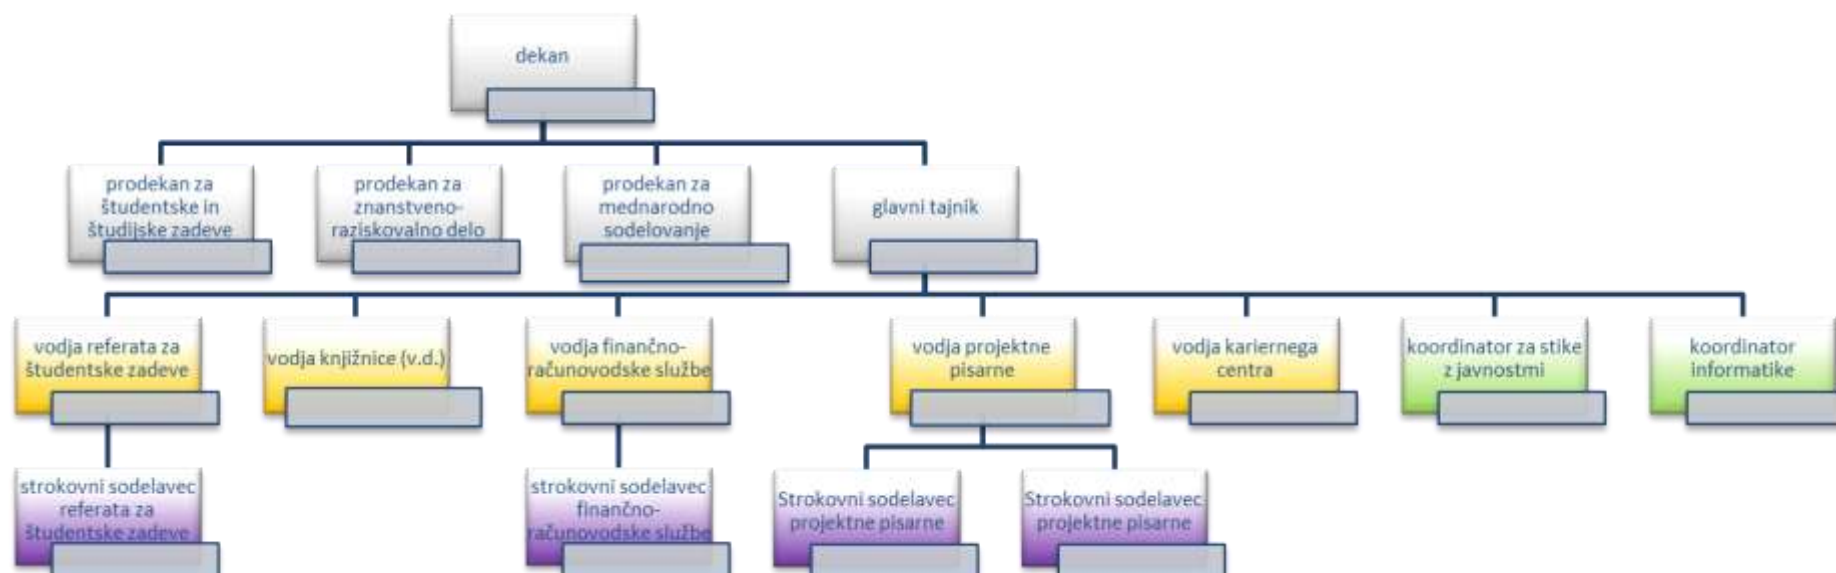 dekan
prodekan za
študentske in
študijske zadeve
prodekan za
znanstveno-
raziskovalno delo
prodekan za
mednarodno
sodelovanje
glavni tajnik
vodja referata za
študentske zadeve
vodja knjižnice (v.d.)
vodja finančno-
računovodske službe
vodja projektne
pisarne
vodja kariernega
centra
koordinator za stike
z javnostmi
koordinator
informatike
strokovni sodelavec
referata za
študentske zadeve
strokovni sodelavec
finančno-
računovodske službe
Strokovni sodelavec
projektne pisarne
Strokovni sodelavec
projektne pisarne